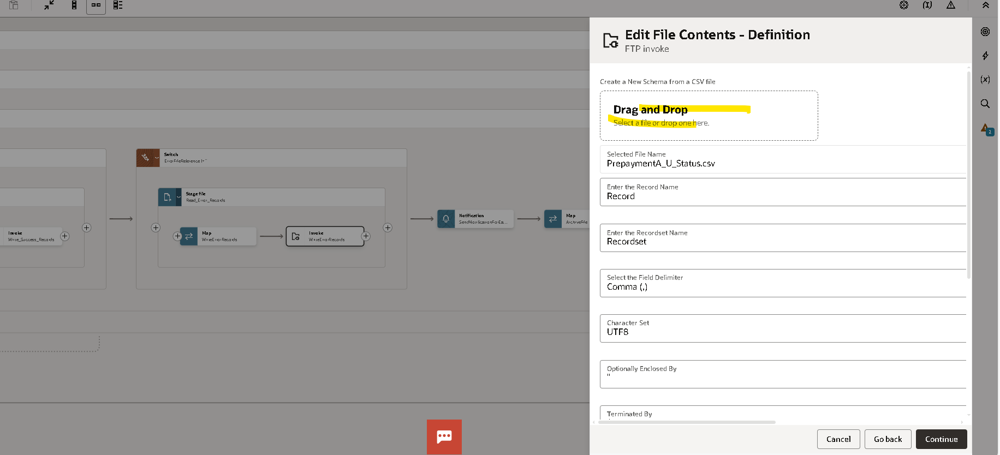 Edit File Contents - Definition
FTP invoke
Create a New Schema from a CSV file
Drag and Drop
Select a file or drop one here.
Selected File Name
PrepaymentA_U_Status.csv
Enter the Record Name
Record
Enter the Recordset Name
Recordset
Select the Field Delimiter
Comma (,)
Character Set
UTF8
Optionally Enclosed By
"
Terminated By
Cancel
Go back
Continue
Switch
ErrorFileReference !=''
Stage file
Read_Error_Records
Invoke
Write_Success_Records
Map
WriteErrorRecords
Invoke
WriteErrorRecords
Notification
SendNotificationForEa...
Map
ArchiveFile
(x)
2